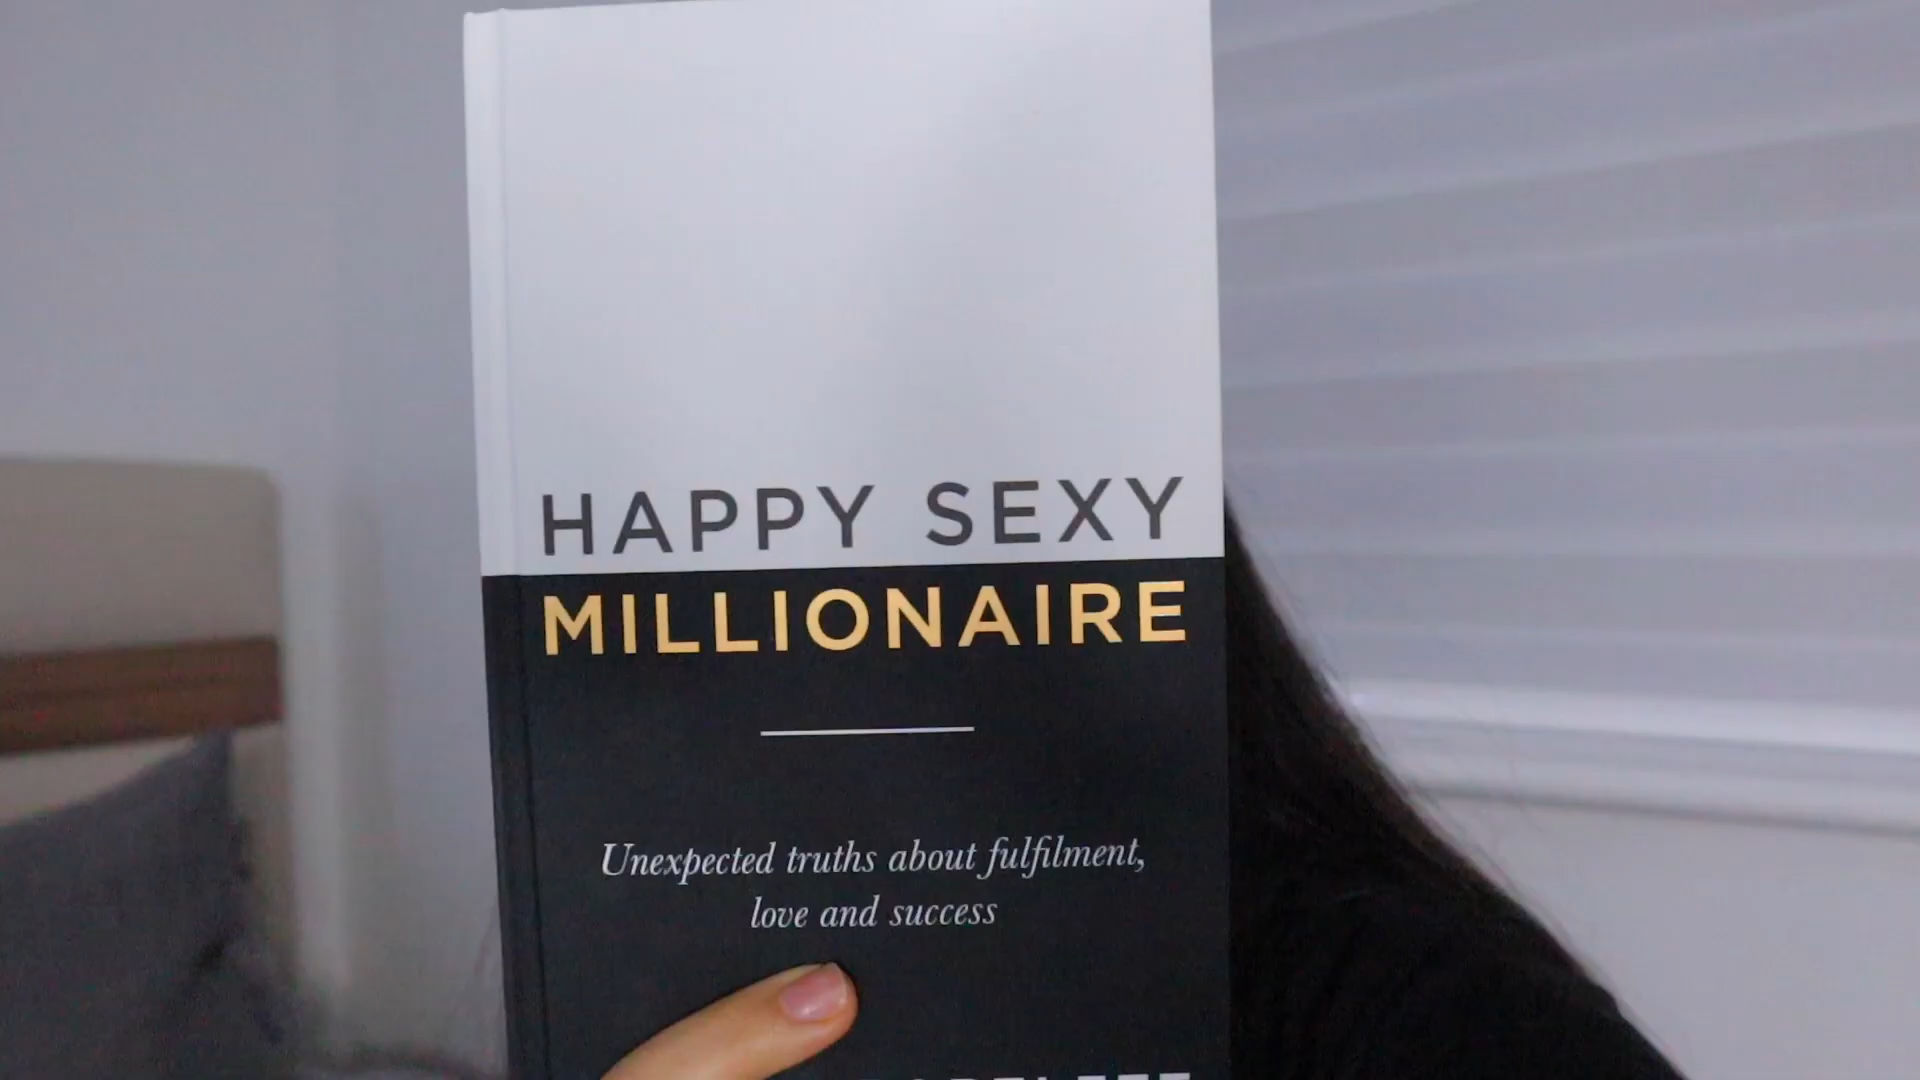 HAPPY SEXY
MILLIONAIRE
Unexpected truths about fulfilment,
love and success